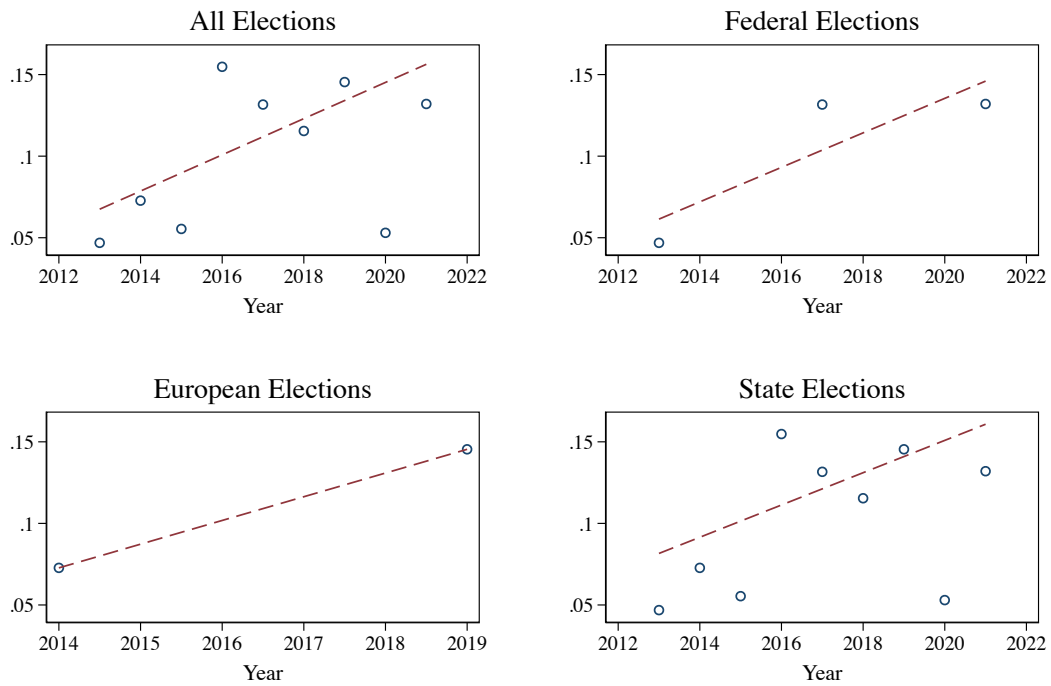 All Elections
.15
.1
.05
2012 2014 2016 2018 2020 2022
Year
Federal Elections
.15
.1
.05
2012 2014 2016 2018 2020 2022
Year
European Elections
.15
.1
.05
2014 2015 2016 2017 2018 2019
Year
State Elections
.15
.1
.05
2012 2014 2016 2018 2020 2022
Year